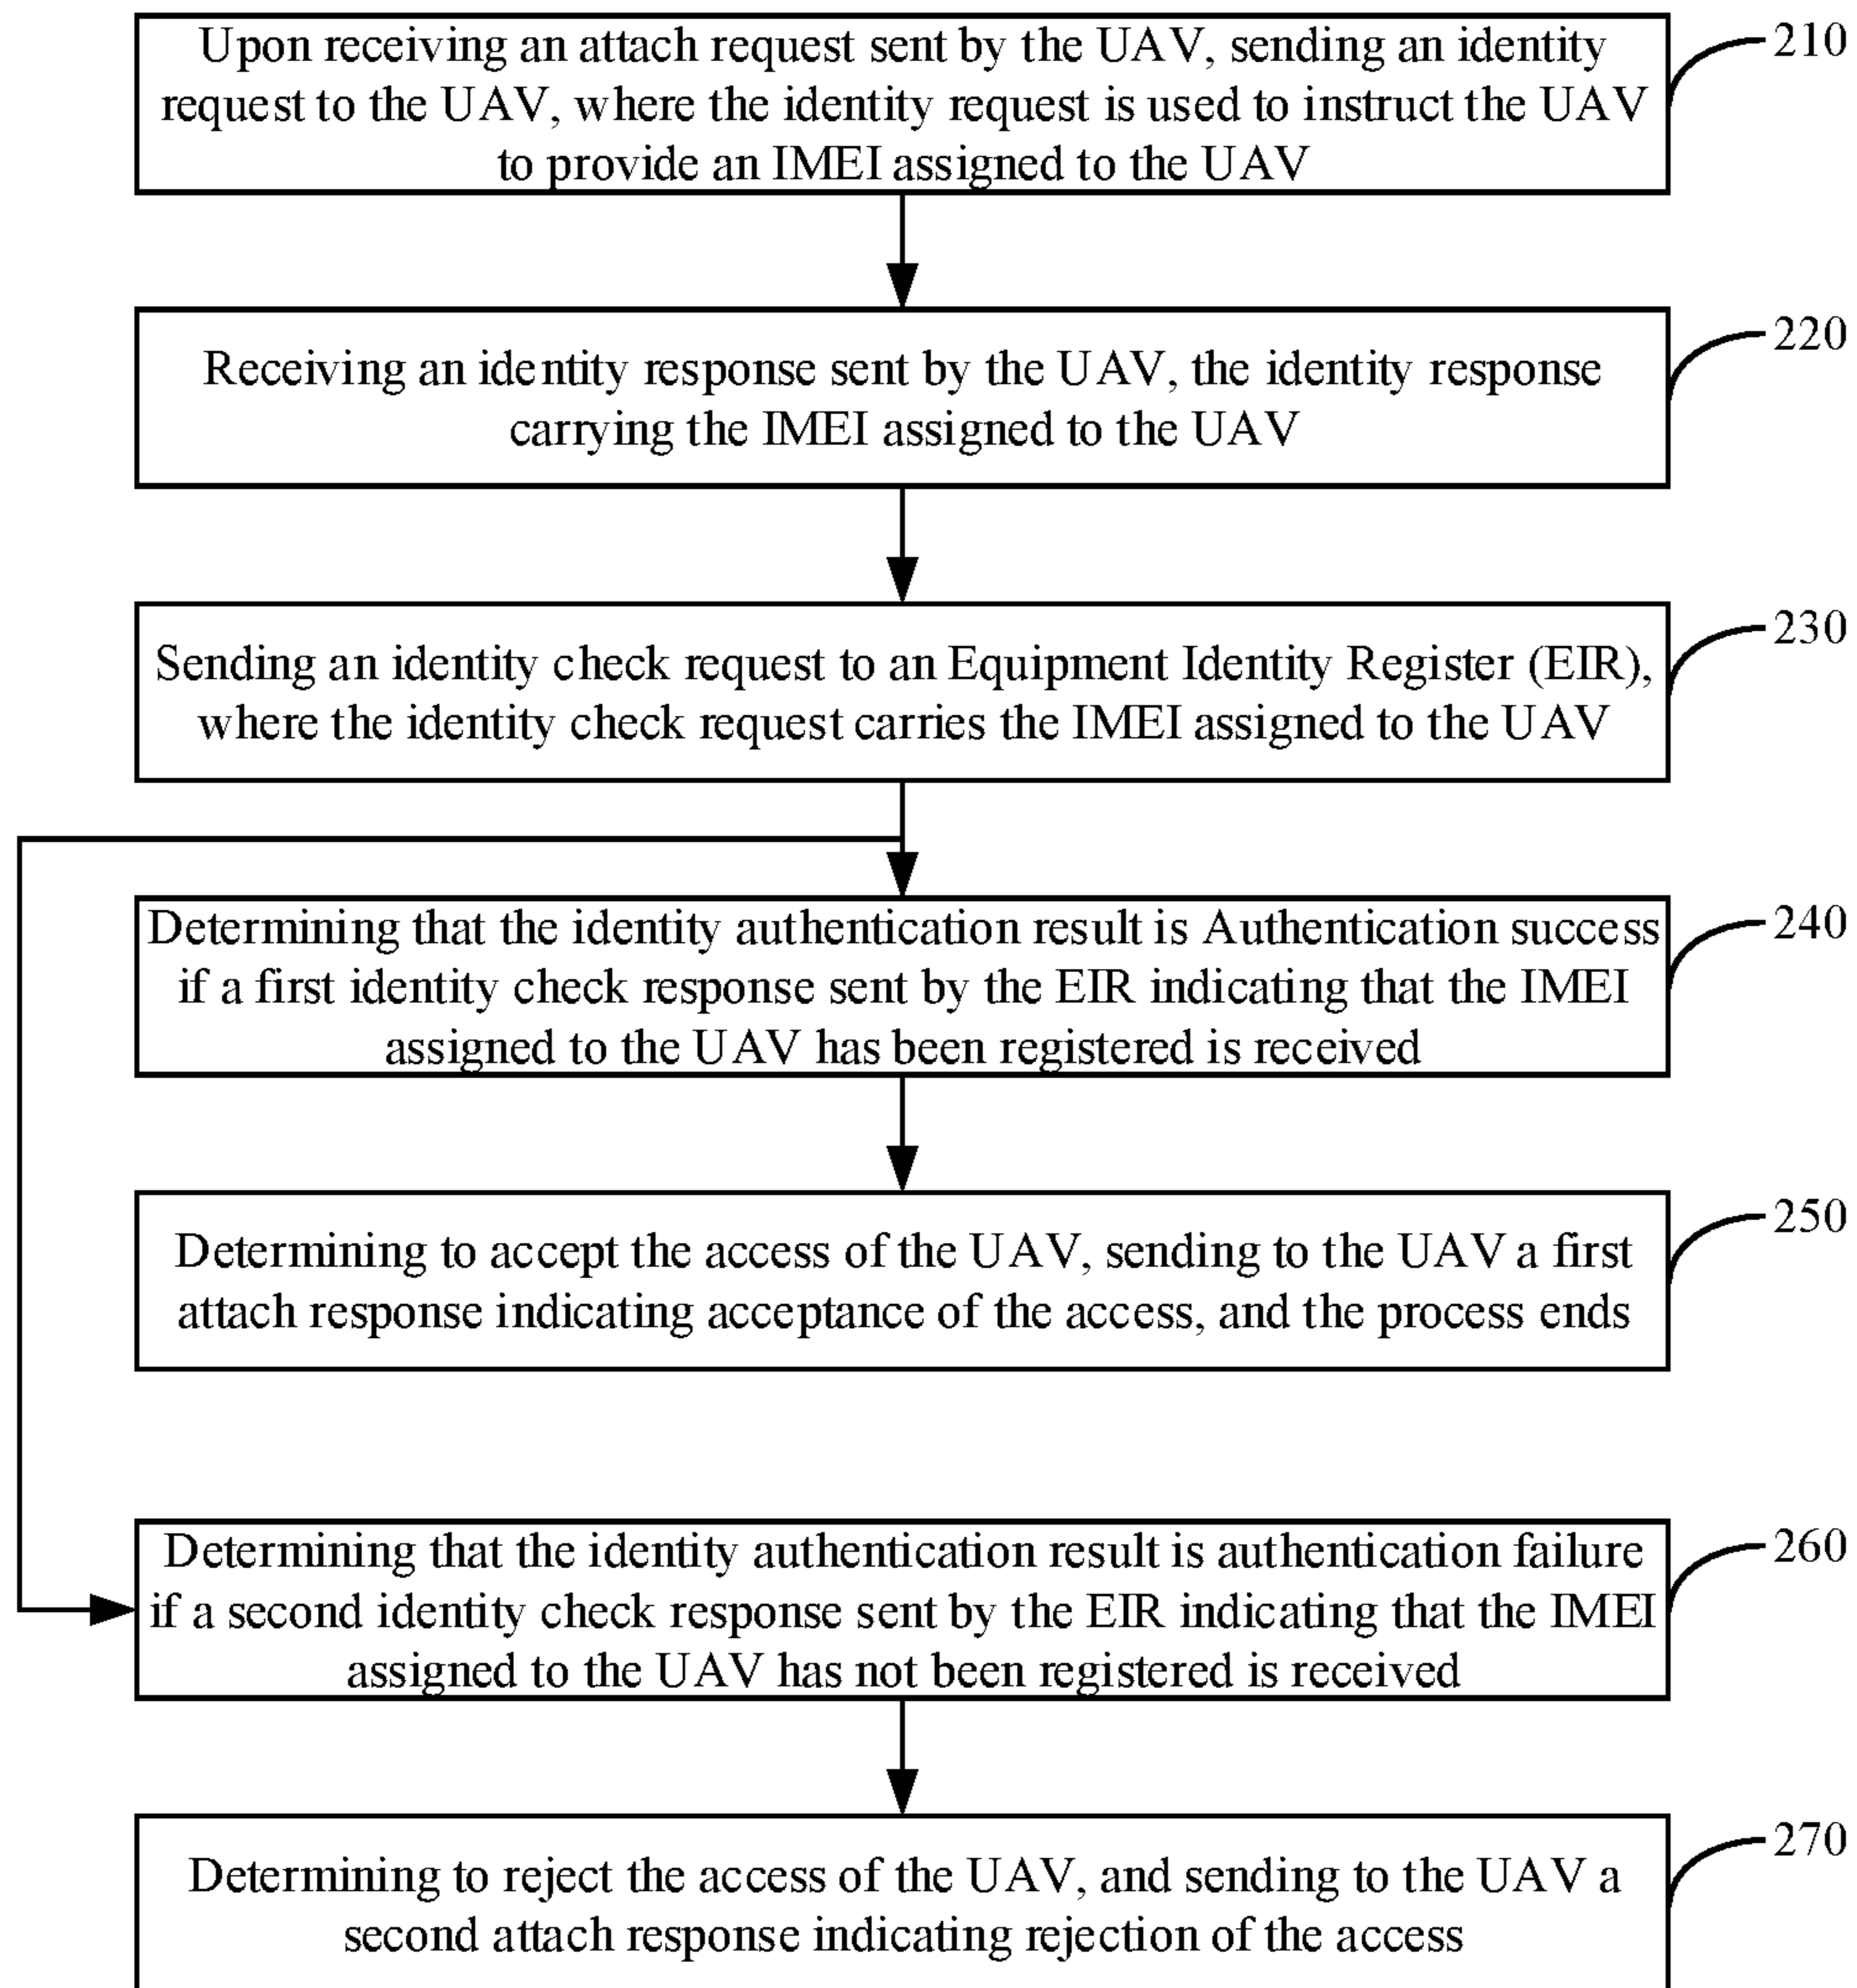 Upon receiving an attach request sent by the UAV, sending an identity
request to the UAV, where the identity request is used to instruct the UAV
to provide an IMEI assigned to the UAV
210
Receiving an identity response sent by the UAV, the identity response
carrying the IMEI assigned to the UAV
220
Sending an identity check request to an Equipment Identity Register (EIR),
where the identity check request carries the IMEI assigned to the UAV
230
Determining that the identity authentication result is Authentication success
if a first identity check response sent by the EIR indicating that the IMEI
assigned to the UAV has been registered is received
240
Determining to accept the access of the UAV, sending to the UAV a first
attach response indicating acceptance of the access, and the process ends
250
Determining that the identity authentication result is authentication failure
if a second identity check response sent by the EIR indicating that the IMEI
assigned to the UAV has not been registered is received
260
Determining to reject the access of the UAV, and sending to the UAV a
second attach response indicating rejection of the access
270